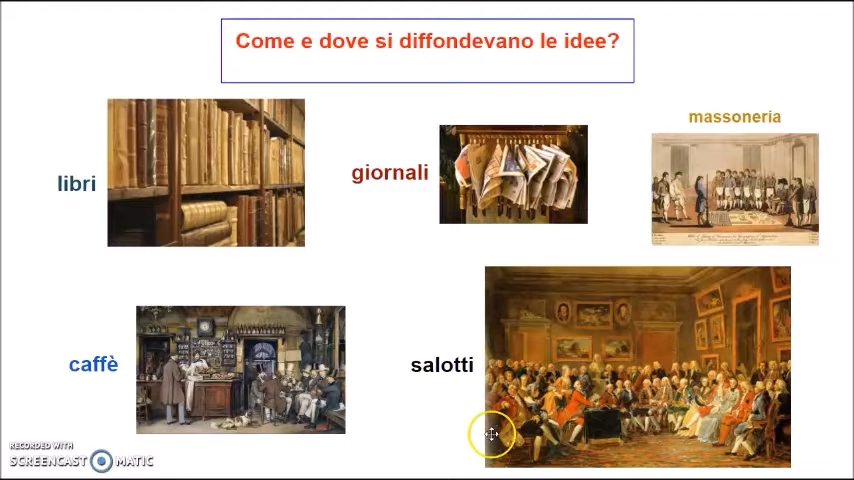 Come e dove si diffondevano le idee?
massoneria
giornali
libri
caffè
salotti
RECORDED WITH
SCREENCAST MATIC